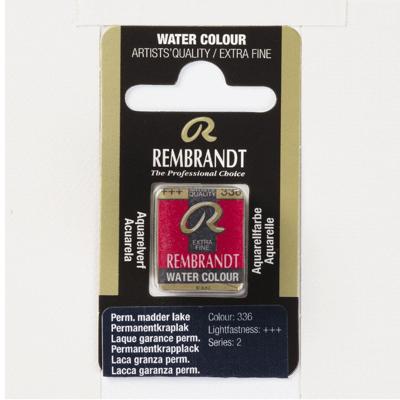 WATER COLOUR
ARTISTS'QUALITY / EXTRA FINE
REMBRANDT
The Professional Choice
Aquarelverf
Acuarela
+++ QUALITY 336
EXTRA
FINE
REMBRANDT
WATER COLOUR
Aquarellfarbe
Aquarelle
Perm. madder lake
Permanentkraplak
Laque garance perm.
Permanentkrapplack
Laca granza perm.
Lacca garanza perm.
Colour: 336
Lightfastness: +++
Series: 2